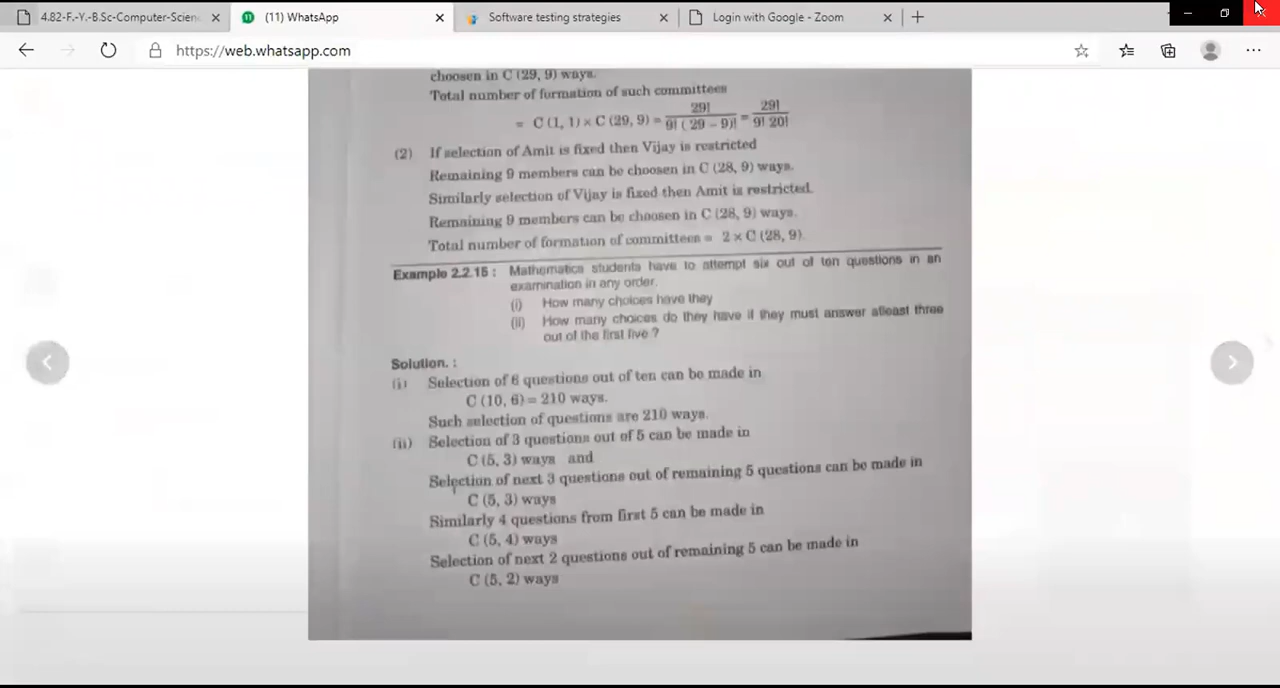 4.82-F.-Y.-B.Sc-Computer-Scien
(11) WhatsApp
Software testing strategies
Login with Google - Zoom
https://web.whatsapp.com
choosen in C (29, 9) ways.
Total number of formation of such committees
= C (1, 1) × C (29, 9) = 29! / 9! (29 – 9)! = 29! / 9! 20!
(2) If selection of Amit is fixed then Vijay is restricted
Remaining 9 members can be choosen in C (28, 9) ways.
Similarly selection of Vijay is fixed then Amit is restricted.
Remaining 9 members can be choosen in C (28, 9) ways.
Total number of formation of committees = 2 × C (28, 9)
Example 2.2.15 : Mathematics students have to attempt six out of ten questions in an
examination in any order.
(i) How many choices have they
(ii) How many choices do they have if they must answer atleast three
out of the first five ?
Solution. :
(i) Selection of 6 questions out of ten can be made in
C (10, 6) = 210 ways.
Such selection of questions are 210 ways.
(ii) Selection of 3 questions out of 5 can be made in
C (5, 3) ways and
Selection of next 3 questions out of remaining 5 questions can be made in
C (5, 3) ways
Similarly 4 questions from first 5 can be made in
C (5, 4) ways
Selection of next 2 questions out of remaining 5 can be made in
C (5, 2) ways